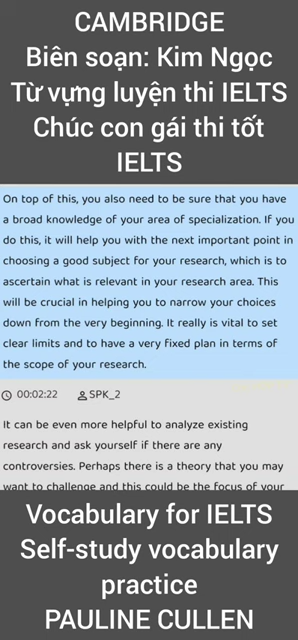 CAMBRIDGE
Biên soạn: Kim Ngọc
Từ vựng luyện thi IELTS
Chúc con gái thi tốt
IELTS
On top of this, you also need to be sure that you have
a broad knowledge of your area of specialization. If you
do this, it will help you with the next important point in
choosing a good subject for your research, which is to
ascertain what is relevant in your research area. This
will be crucial in helping you to narrow your choices
down from the very beginning. It really is vital to set
clear limits and to have a very fixed plan in terms of
the scope of your research.
00:02:22 SPK_2
It can be even more helpful to analyze existing
research and ask yourself if there are any
controversies. Perhaps there is a theory that you may
want to challenge and this could be the focus of your
Vocabulary for IELTS
Self-study vocabulary
practice
PAULINE CULLEN